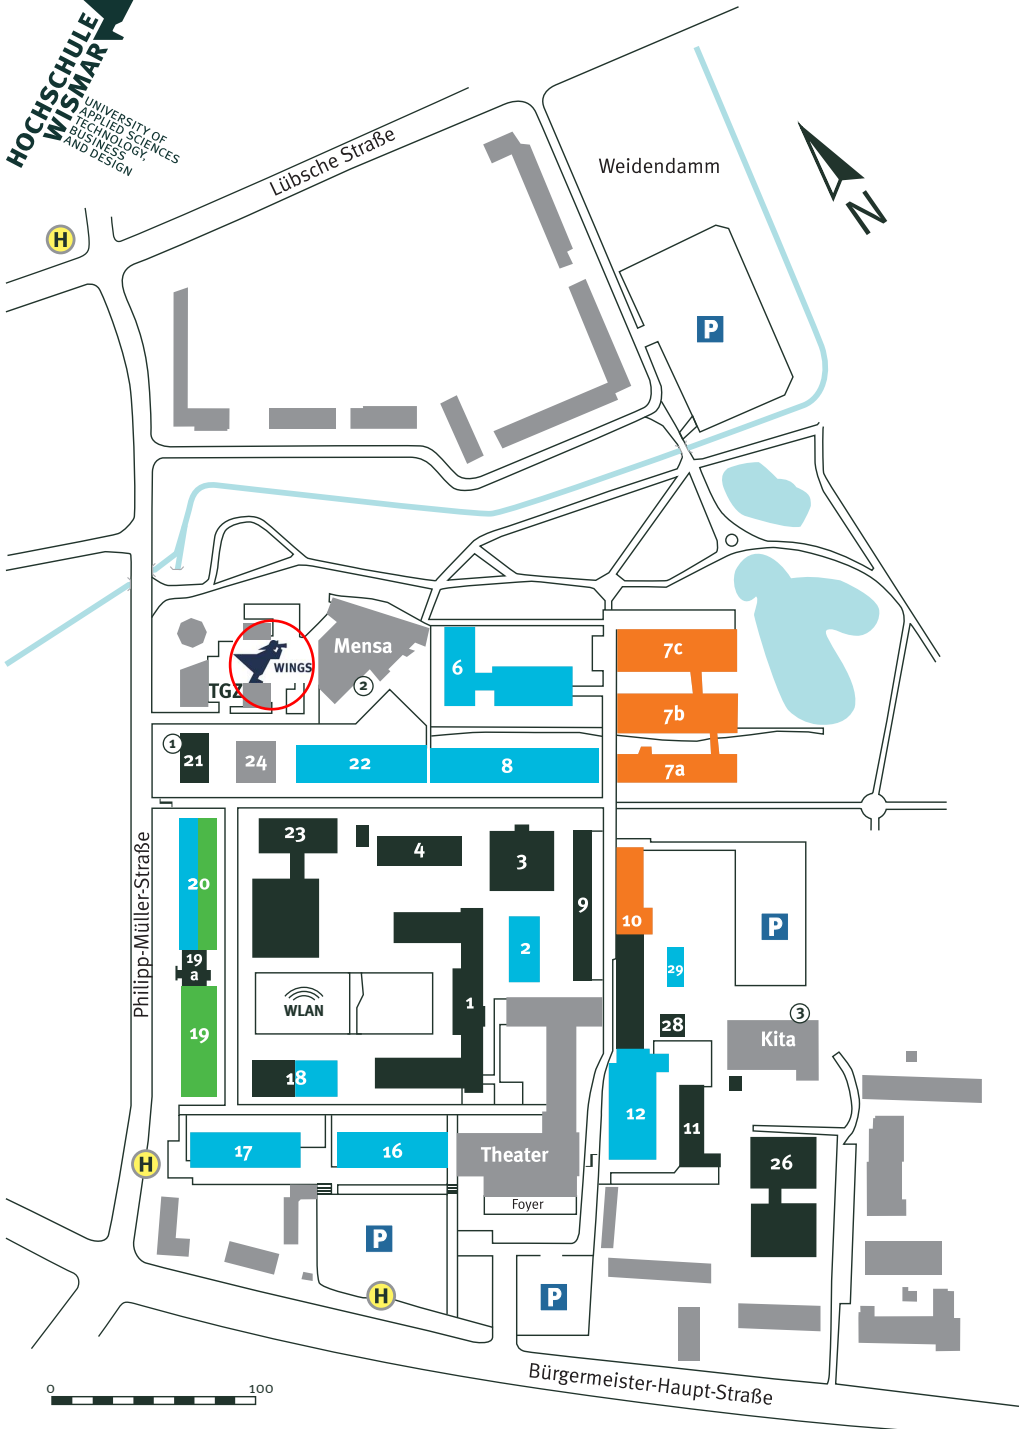 HOCHSCHULE
WISMAR
UNIVERSITY OF
APPLIED SCIENCES
TECHNOLOGY,
BUSINESS
AND DESIGN
Lübsche Straße
Weidendamm
N
H
P
Mensa
2
WINGS
TGZ
6
7c
7b
7a
1
21
24
22
8
Philipp-Müller-Straße
20
19
a
19
23
4
3
9
2
1
WLAN
18
10
P
29
28
3
Kita
12
11
26
17
16
Theater
Foyer
H
P
H
P
Bürgermeister-Haupt-Straße
0 100